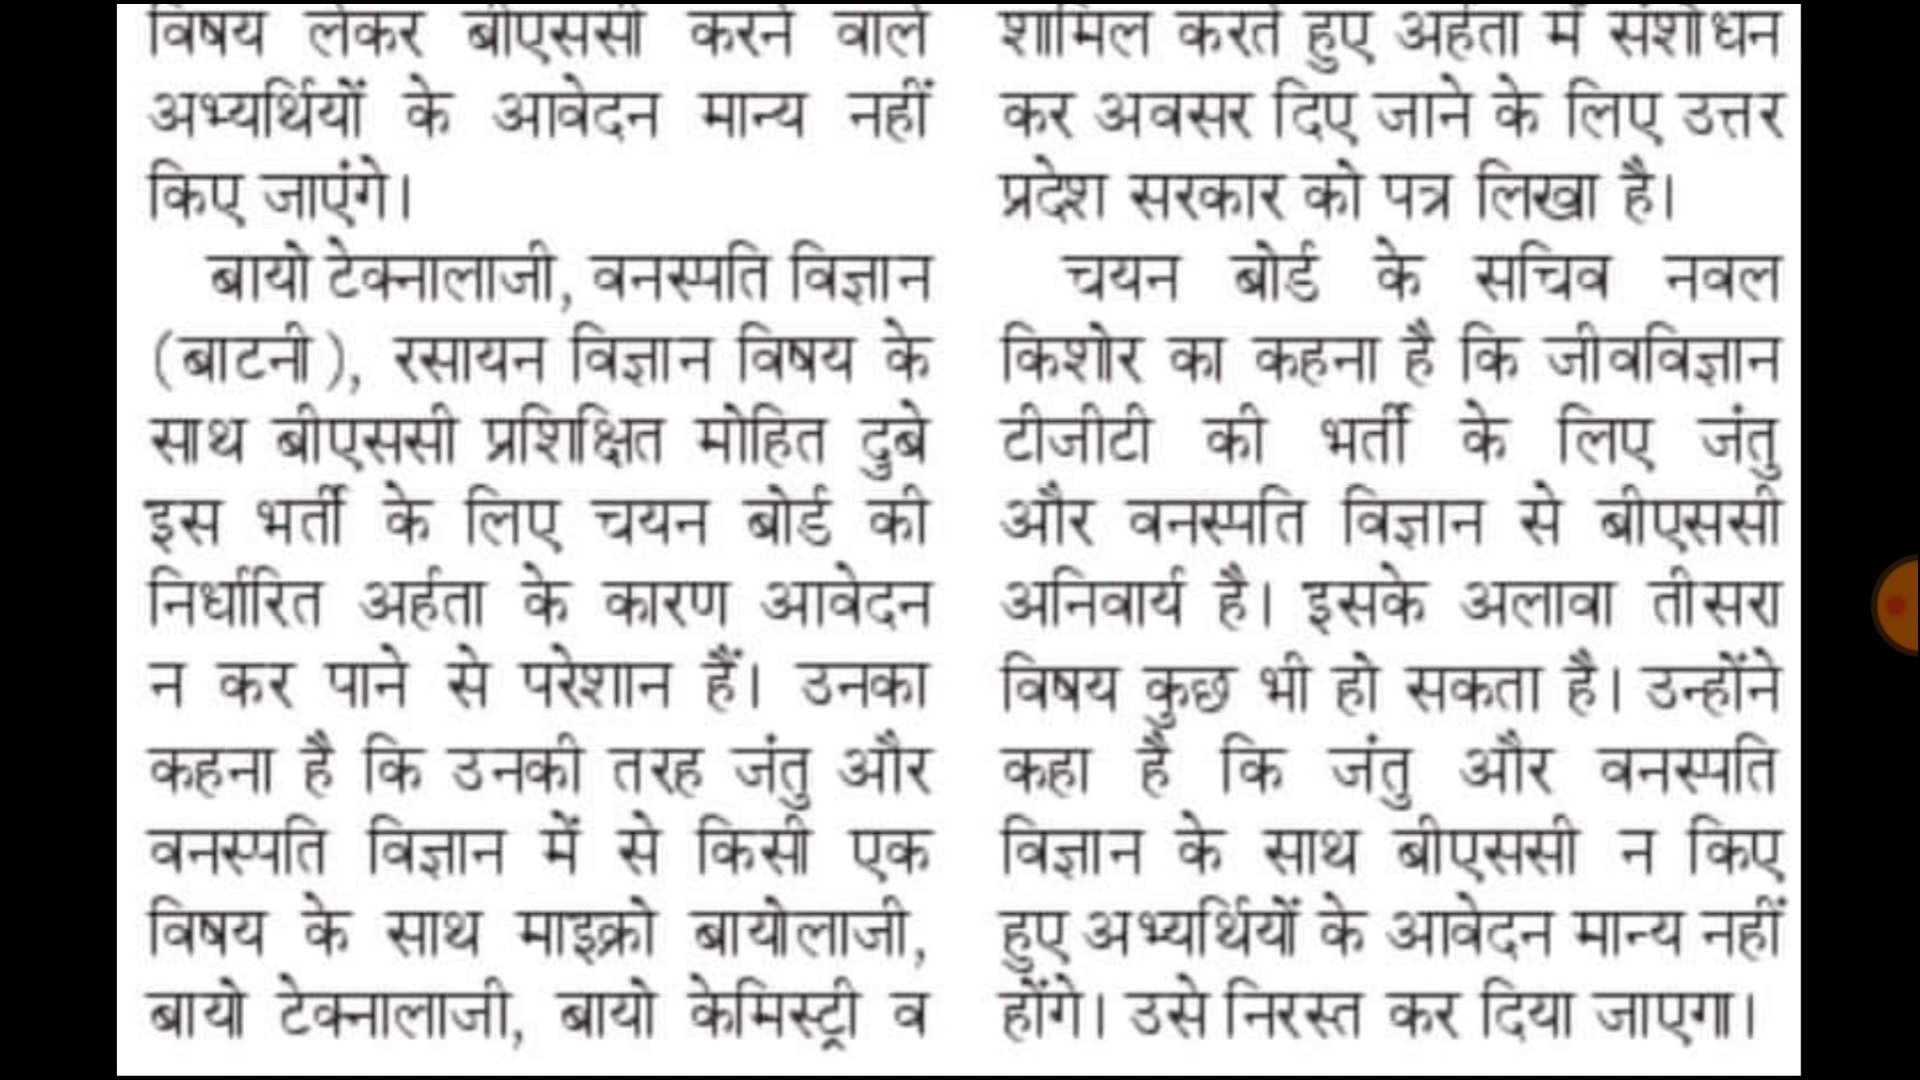 विषय लेकर बीएससी करने वाले
अभ्यर्थियों के आवेदन मान्य नहीं
किए जाएंगे।
बायो टेक्नालाजी, वनस्पति विज्ञान
(बाटनी), रसायन विज्ञान विषय के
साथ बीएससी प्रशिक्षित मोहित दुबे
इस भर्ती के लिए चयन बोर्ड की
निर्धारित अर्हता के कारण आवेदन
न कर पाने से परेशान हैं। उनका
कहना है कि उनकी तरह जंतु और
वनस्पति विज्ञान में से किसी एक
विषय के साथ माइक्रो बायोलाजी,
बायो टेक्नालाजी, बायो केमिस्ट्री व
शामिल करते हुए अर्हता में संशोधन
कर अवसर दिए जाने के लिए उत्तर
प्रदेश सरकार को पत्र लिखा है।
चयन बोर्ड के सचिव नवल
किशोर का कहना है कि जीवविज्ञान
टीजीटी की भर्ती के लिए जंतु
और वनस्पति विज्ञान से बीएससी
अनिवार्य है। इसके अलावा तीसरा
विषय कुछ भी हो सकता है। उन्होंने
कहा है कि जंतु और वनस्पति
विज्ञान के साथ बीएससी न किए
हुए अभ्यर्थियों के आवेदन मान्य नहीं
होंगे। उसे निरस्त कर दिया जाएगा।